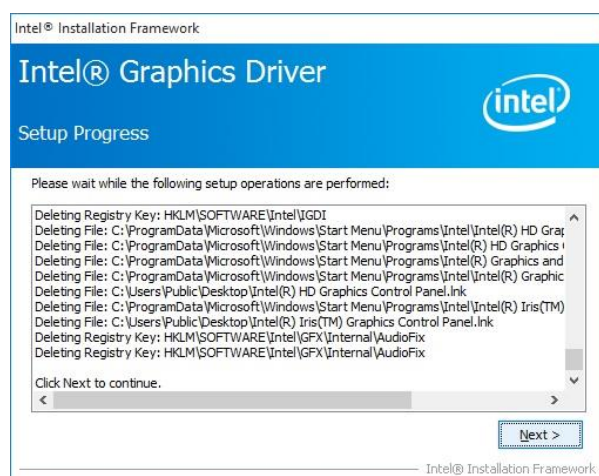 Intel® Installation Framework
Intel® Graphics Driver
intel
Setup Progress
Please wait while the following setup operations are performed:
Deleting Registry Key: HKLM\SOFTWARE\Intel\IGDI
Deleting File: C:\ProgramData\Microsoft\Windows\Start Menu\Programs\Intel\Intel(R) HD Grap
Deleting File: C:\ProgramData\Microsoft\Windows\Start Menu\Programs\Intel(R) HD Graphics
Deleting File: C:\ProgramData\Microsoft\Windows\Start Menu\Programs\Intel(R) Graphics and
Deleting File: C:\ProgramData\Microsoft\Windows\Start Menu\Programs\Intel\Intel(R) Graphic
Deleting File: C:\Users\Public\Desktop\Intel(R) HD Graphics Control Panel.lnk
Deleting File: C:\ProgramData\Microsoft\Windows\Start Menu\Programs\Intel\Intel(R) Iris(TM)
Deleting File: C:\Users\Public\Desktop\Intel(R) Iris(TM) Graphics Control Panel.lnk
Deleting Registry Key: HKLM\SOFTWARE\Intel\GFX\Internal\AudioFix
Deleting Registry Key: HKLM\SOFTWARE\Intel\GFX\Internal\AudioFix
Click Next to continue.
Next >
Intel® Installation Framework